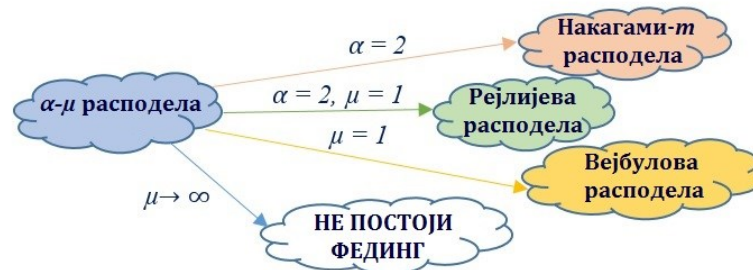 α = 2
Накагами-m
расподела
α-μ расподела
α = 2, μ = 1
Рејлијева
расподела
μ = 1
Вејбулова
расподела
μ→ ∞
НЕ ПОСТОЈИ
ФЕДИНГ